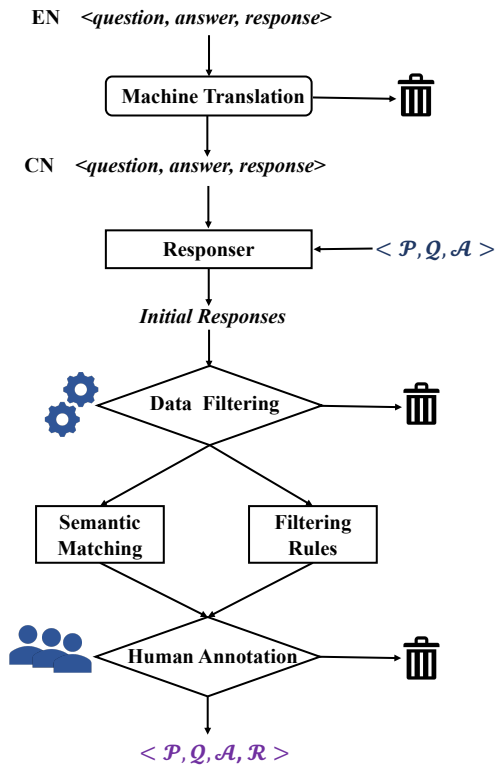 EN <question, answer, response>
Machine Translation
CN <question, answer, response>
Responser
< 𝒫, 𝒬, 𝒜 >
Initial Responses
Data Filtering
Semantic
Matching
Filtering
Rules
Human Annotation
< 𝒫, 𝒬, 𝒜, ℛ >